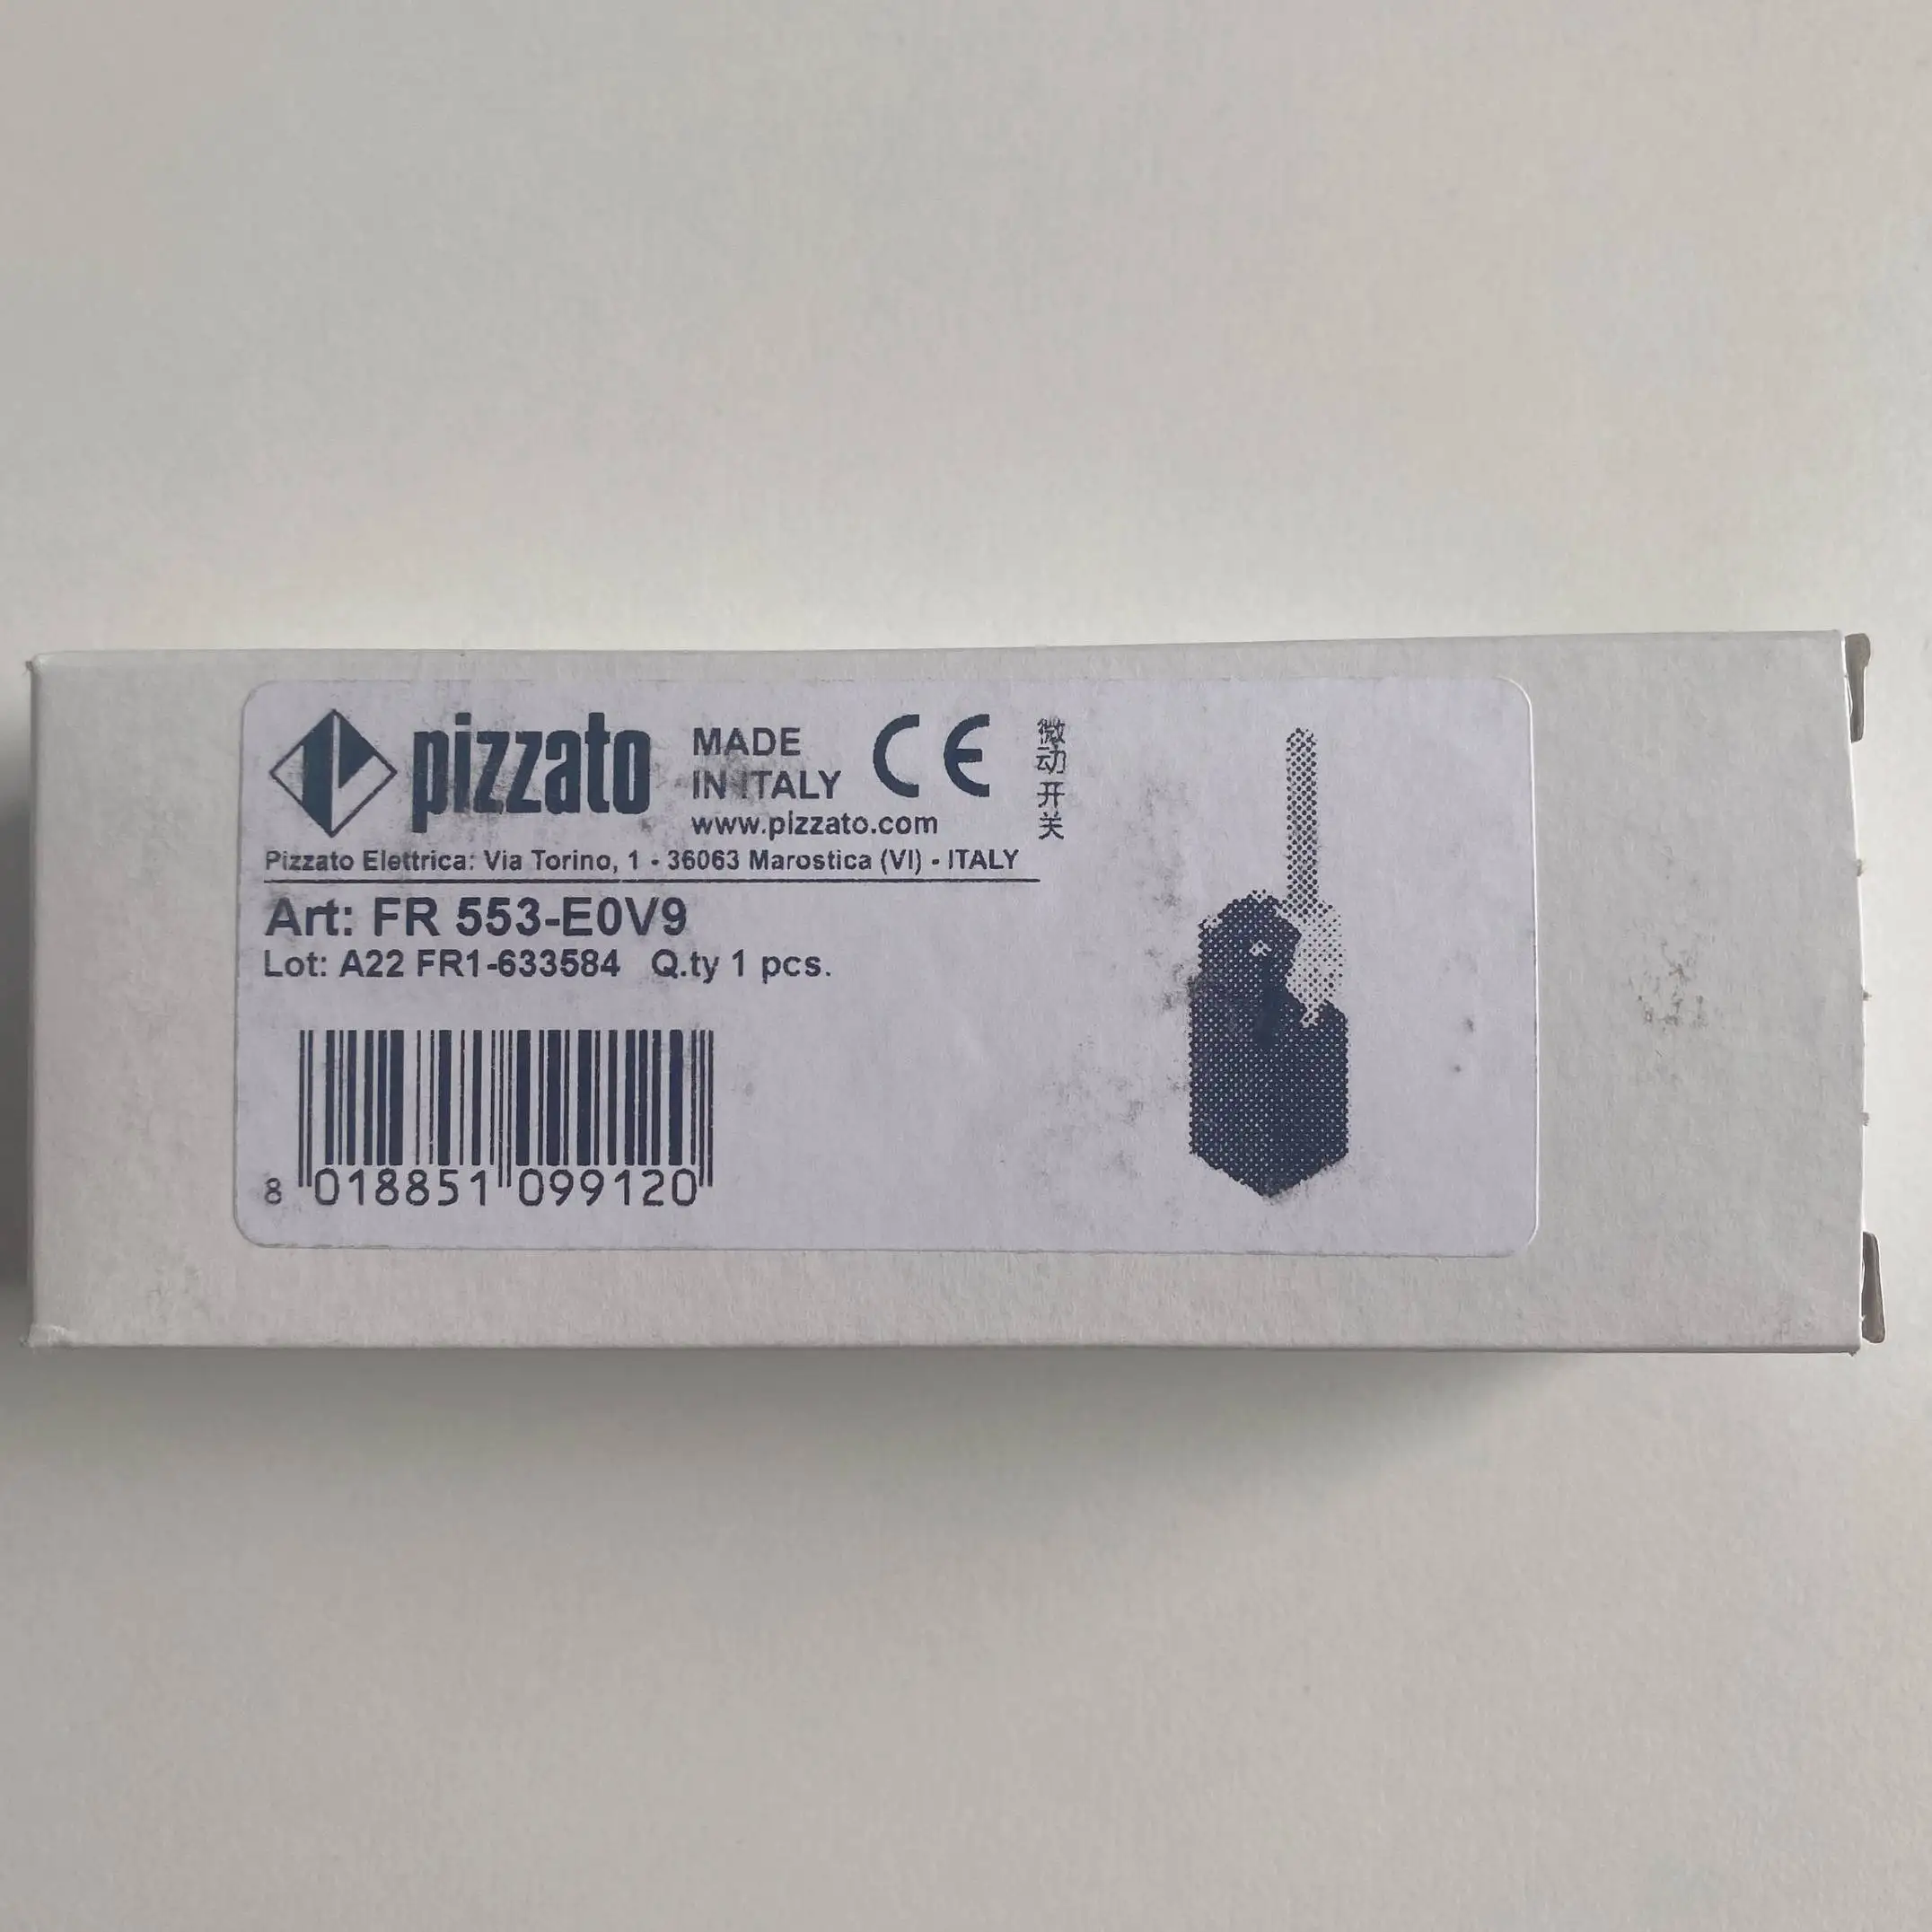 pizzato
MADE
IN ITALY
CE
www.pizzato.com
微动开关
Pizzato Elettrica: Via Torino, 1 - 36063 Marostica (VI) - ITALY
Art: FR 553-E0V9
Lot: A22 FR1-633584 Q.ty 1 pcs.
8 018851 099120